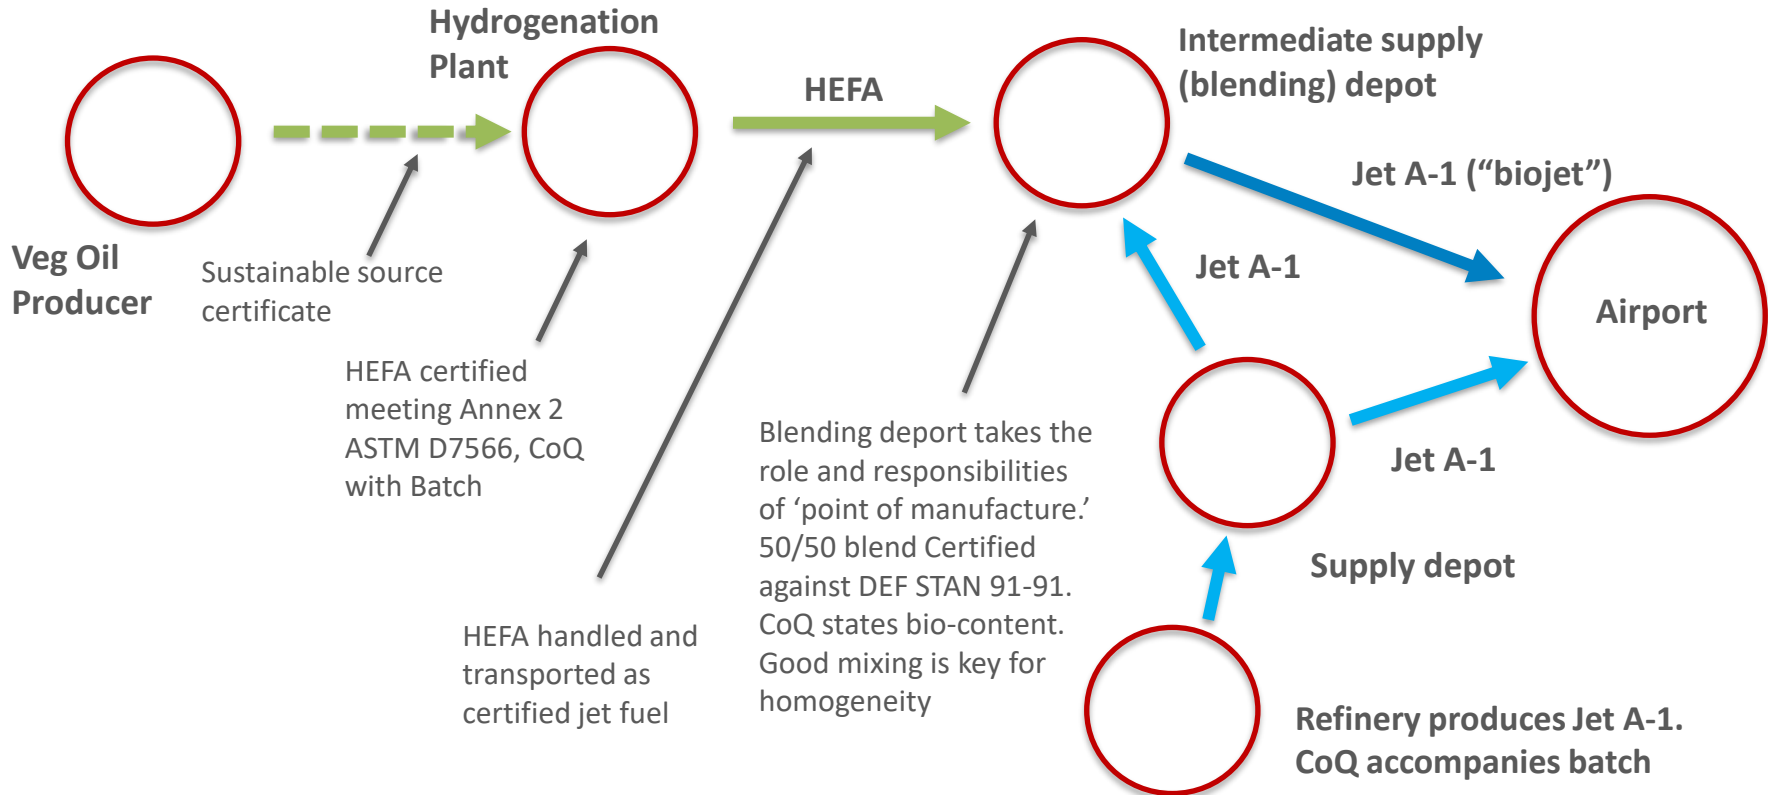 Hydrogenation
Plant
HEFA
Intermediate supply
(blending) depot
Jet A-1 (“biojet”)
Veg Oil
Producer
Sustainable source
certificate
Jet A-1
Airport
HEFA certified
meeting Annex 2
ASTM D7566, CoQ
with Batch
Blending deport takes the
role and responsibilities
of ‘point of manufacture.’
50/50 blend Certified
against DEF STAN 91-91.
CoQ states bio-content.
Good mixing is key for
homogeneity
Jet A-1
Supply depot
HEFA handled and
transported as
certified jet fuel
Refinery produces Jet A-1.
CoQ accompanies batch